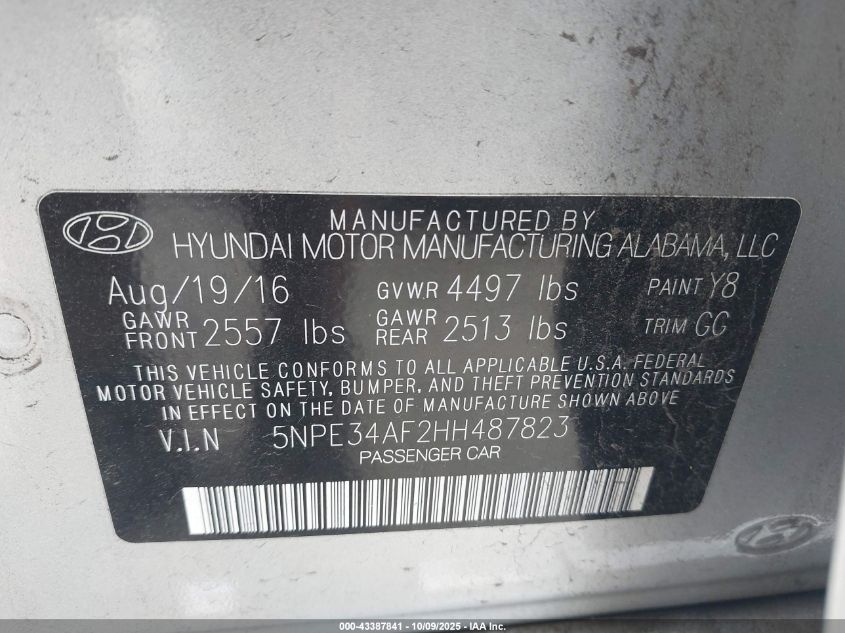 MANUFACTURED BY
HYUNDAI MOTOR MANUFACTURING ALABAMA, LLC
Aug/19/16 GVWR 4497 lbs PAINT Y8
GAWR FRONT 2557 lbs GAWR REAR 2513 lbs TRIM GG
THIS VEHICLE CONFORMS TO ALL APPLICABLE U.S.A. FEDERAL
MOTOR VEHICLE SAFETY, BUMPER, AND THEFT PREVENTION STANDARDS
IN EFFECT ON THE DATE OF MANUFACTURE SHOWN ABOVE
V.I.N 5NPE34AF2HH487823
PASSENGER CAR
000-43387841 - 10/09/2025 - © Copyright 2025 - IAA, Inc.